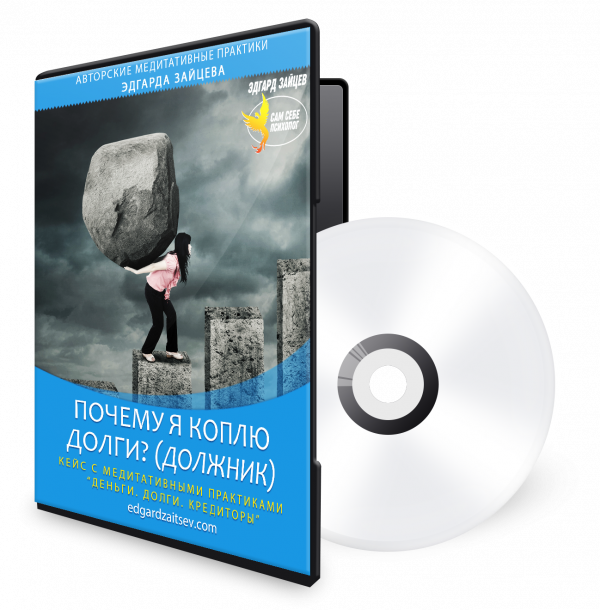 АВТОРСКИЕ МЕДИТАТИВНЫЕ ПРАКТИКИ
ЭДГАРДА ЗАЙЦЕВА
ЭДГАРД ЗАЙЦЕВ
САМ СЕБЕ
ПСИХОЛОГ
ПОЧЕМУ Я КОПЛЮ
ДОЛГИ? (ДОЛЖНИК)
КЕЙС С МЕДИТАТИВНЫМИ ПРАКТИКАМИ
"ДЕНЬГИ. ДОЛГИ. КРЕДИТОРЫ"
edgardzaitsev.com